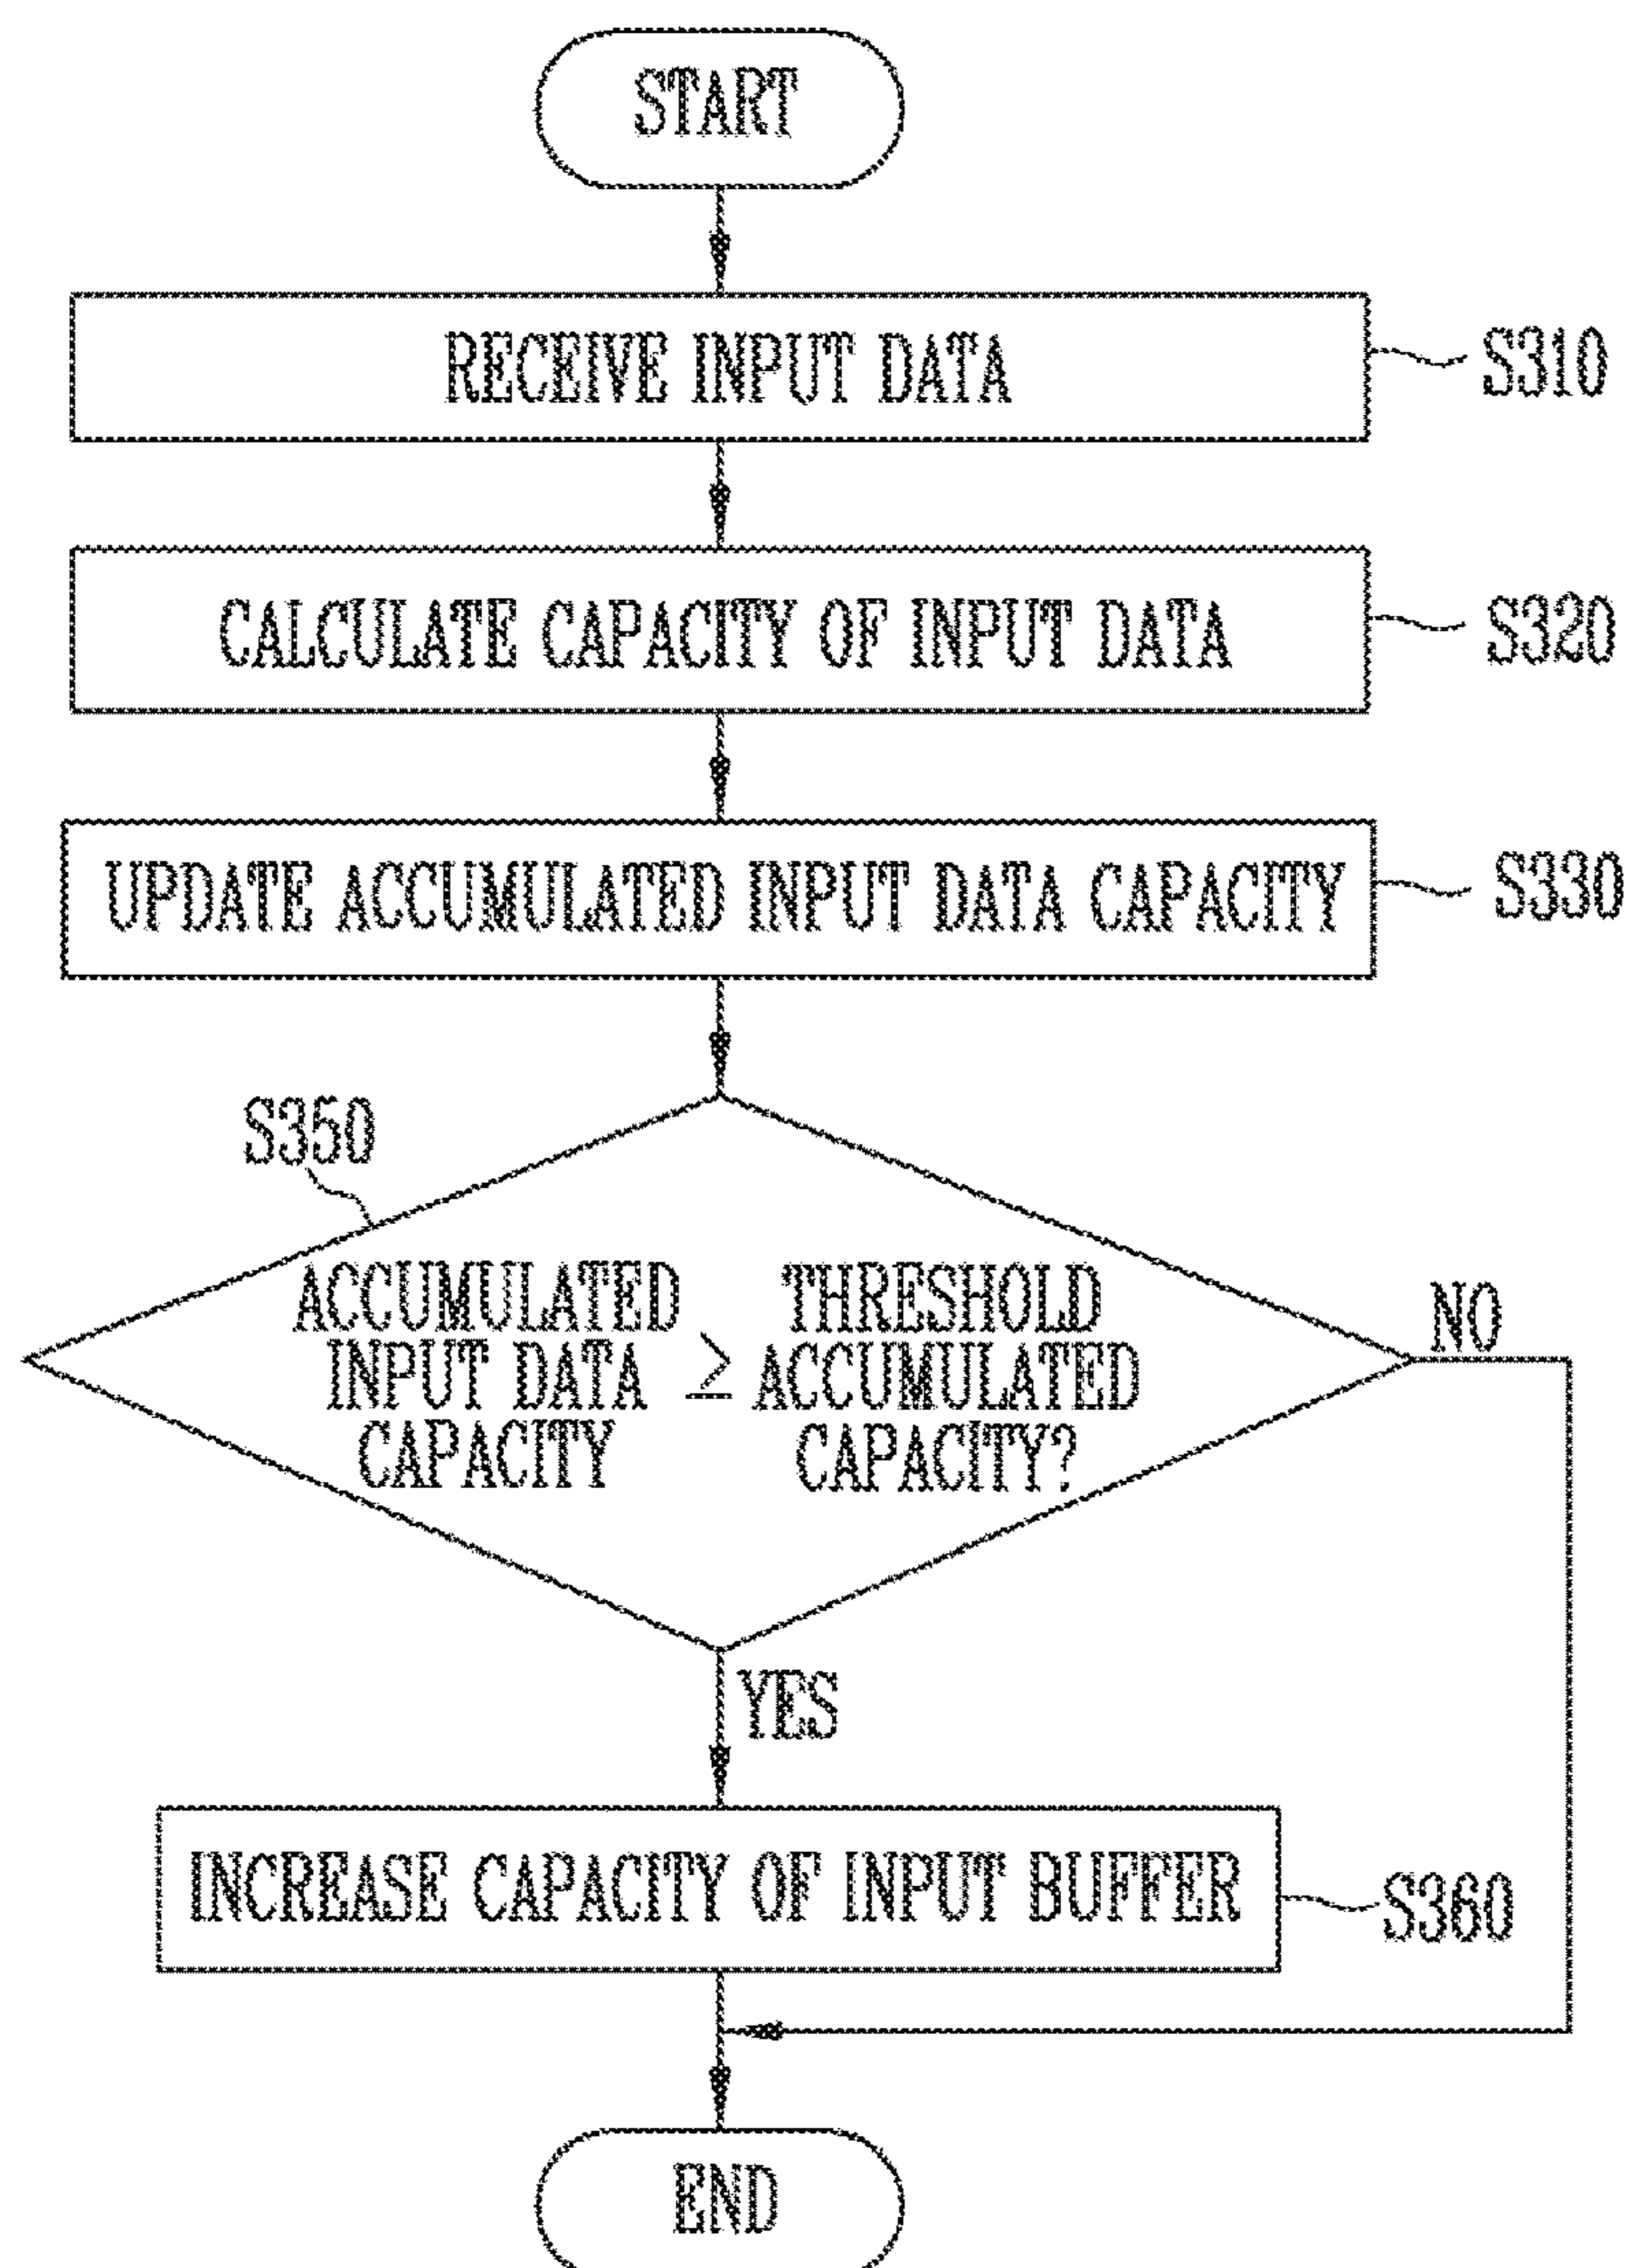 START
RECEIVE INPUT DATA
S310
CALCULATE CAPACITY OF INPUT DATA
S320
UPDATE ACCUMULATED INPUT DATA CAPACITY
S330
S350
ACCUMULATED
INPUT DATA
CAPACITY
≥
THRESHOLD
ACCUMULATED
CAPACITY?
NO
YES
INCREASE CAPACITY OF INPUT BUFFER
S360
END